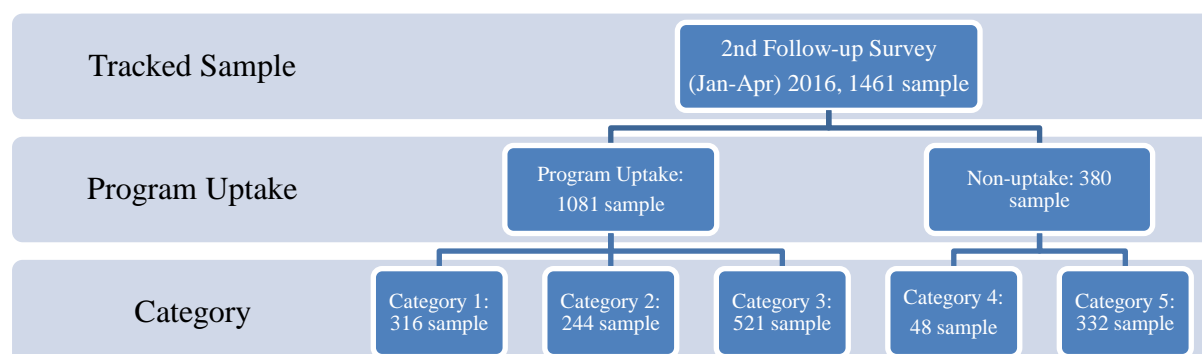 Tracked Sample
2nd Follow-up Survey
(Jan-Apr) 2016, 1461 sample
Program Uptake
Program Uptake:
1081 sample
Non-uptake: 380
sample
Category
Category 1:
316 sample
Category 2:
244 sample
Category 3:
521 sample
Category 4:
48 sample
Category 5:
332 sample